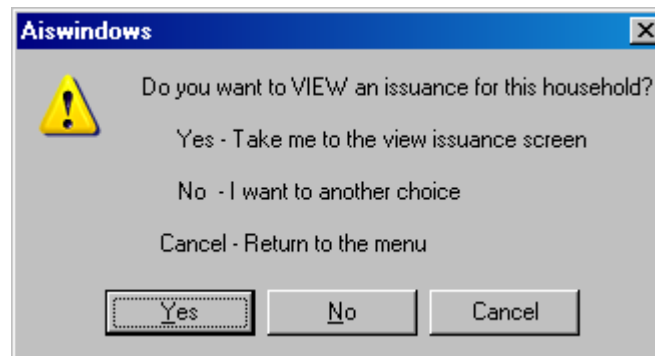 Aiswindows
Do you want to VIEW an issuance for this household?
Yes - Take me to the view issuance screen
No - I want to another choice
Cancel - Return to the menu
Yes No Cancel